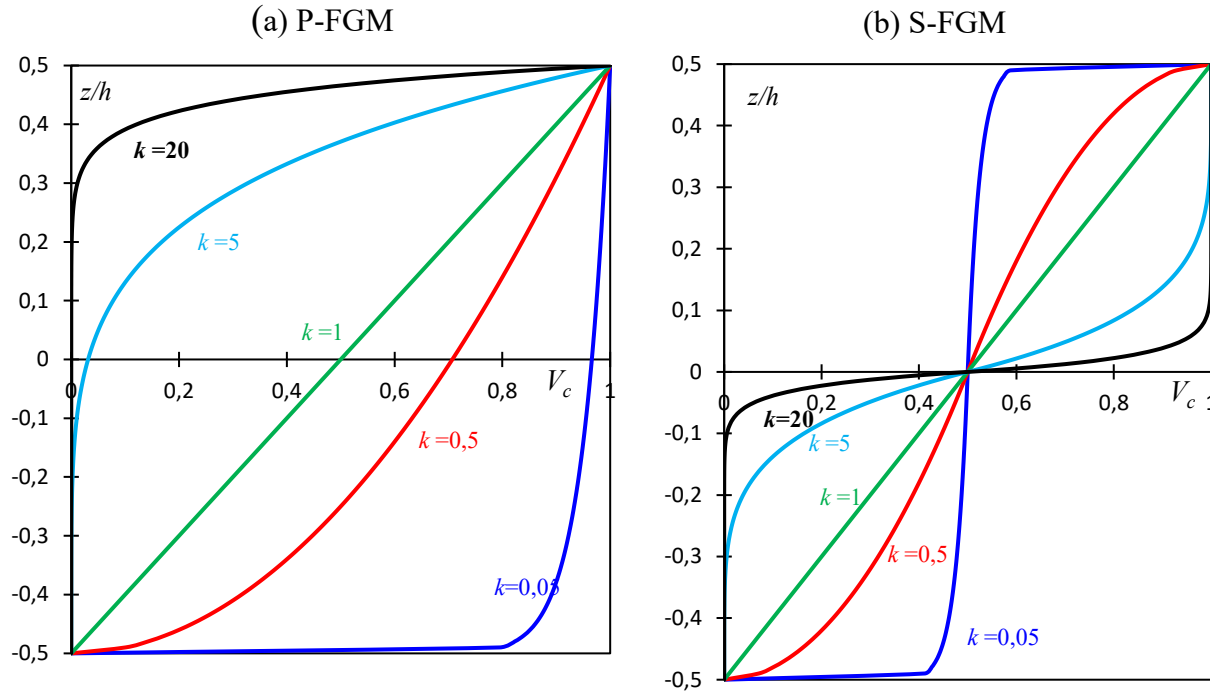 (a) P-FGM
0,5
z/h
0,4
k =20
0,3
0,2
k =5
0,1
k =1
0
0 0,2 0,4 0,6 0,8 1
V_c
-0,1
k =0,5
-0,2
-0,3
-0,4
k=0,05
-0,5
(b) S-FGM
0,5
z/h
0,4
0,3
0,2
0,1
0
0 0,2 0,4 0,6 0,8 1
V_c
k=20
-0,1
k =5
-0,2
k =1
-0,3
k =0,5
-0,4
k =0,05
-0,5